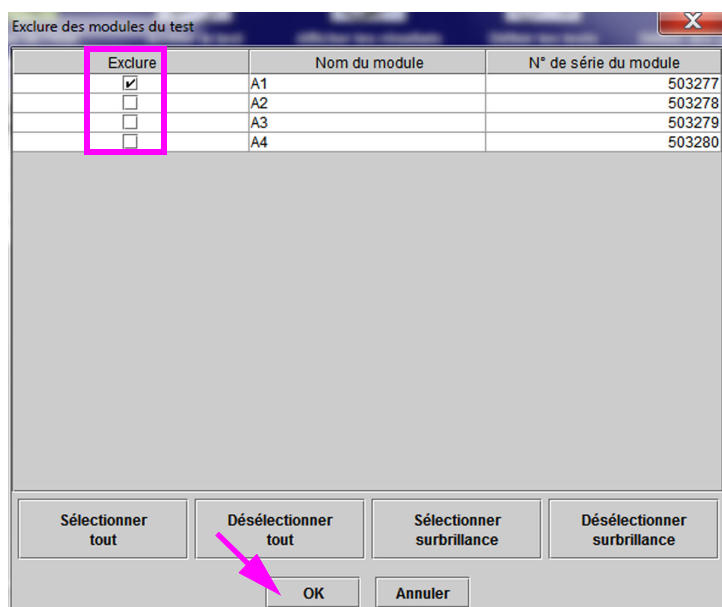 Exclure des modules du test
Exclure Nom du module N° de série du module
A1 503277
A2 503278
A3 503279
A4 503280
Sélectionner tout
Désélectionner tout
Sélectionner surbrillance
Désélectionner surbrillance
OK Annuler